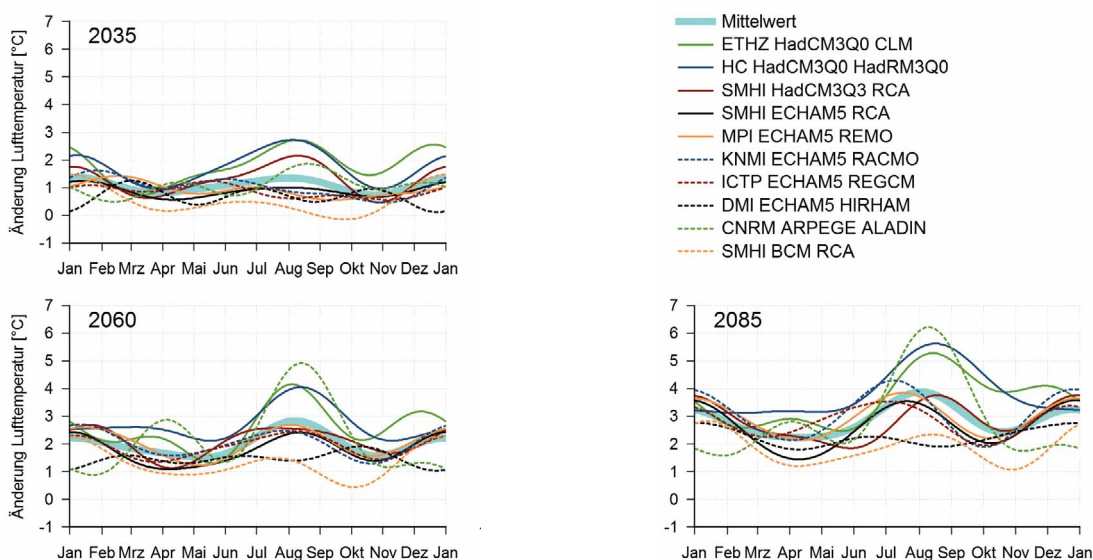 Änderung Lufttemperatur [°C]
7
6
5
4
3
2
1
0
-1
2035
Jan Feb Mrz Apr Mai Jun Jul Aug Sep Okt Nov Dez Jan
Mittelwert
ETHZ HadCM3Q0 CLM
HC HadCM3Q0 HadRM3Q0
SMHI HadCM3Q3 RCA
SMHI ECHAM5 RCA
MPI ECHAM5 REMO
KNMI ECHAM5 RACMO
ICTP ECHAM5 REGCM
DMI ECHAM5 HIRHAM
CNRM ARPEGE ALADIN
SMHI BCM RCA
Änderung Lufttemperatur [°C]
7
6
5
4
3
2
1
0
-1
2060
Jan Feb Mrz Apr Mai Jun Jul Aug Sep Okt Nov Dez Jan
7
6
5
4
3
2
1
0
-1
2085
Jan Feb Mrz Apr Mai Jun Jul Aug Sep Okt Nov Dez Jan